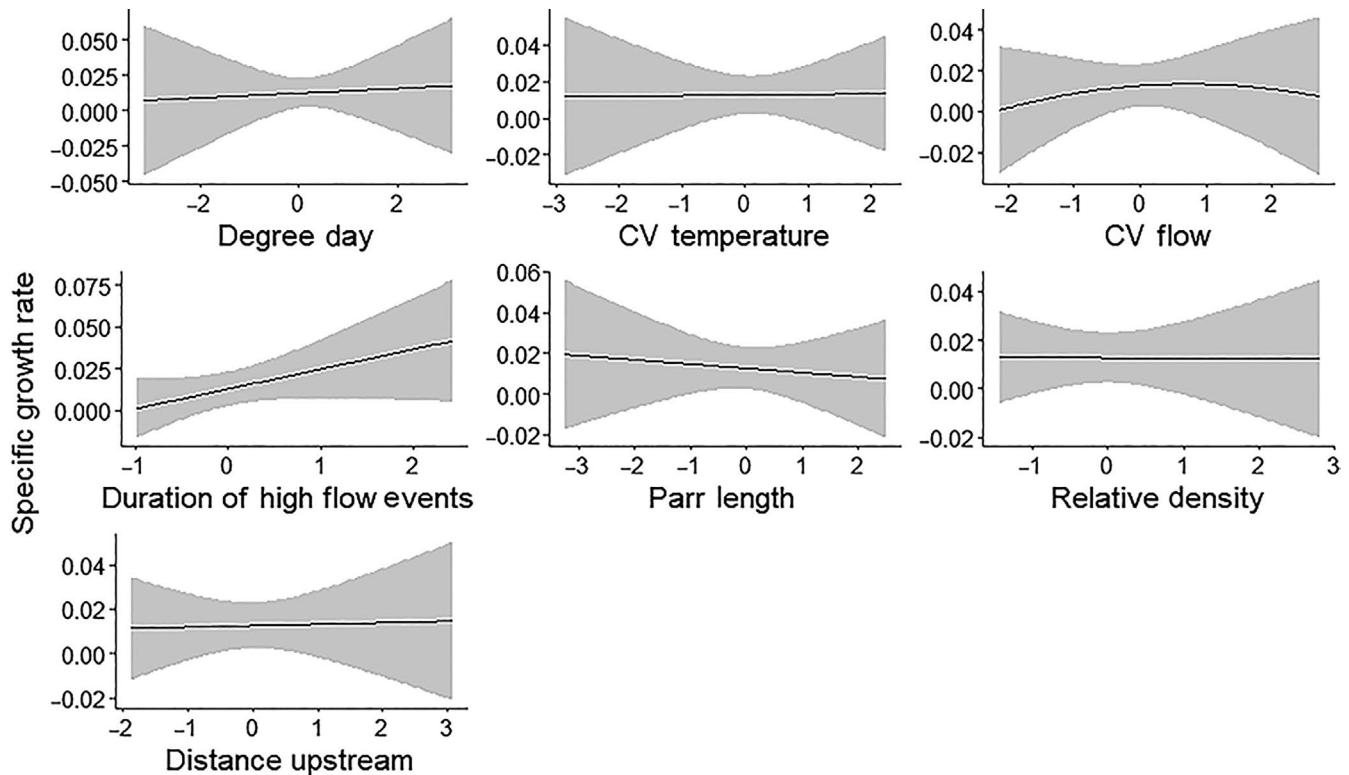 0.050
0.025
0.000
−0.025
−0.050
−2 0 2
Degree day
0.04
0.02
0.00
−0.02
−3 −2 −1 0 1 2
CV temperature
0.04
0.02
0.00
−0.02
−2 −1 0 1 2
CV flow
Specific growth rate
0.075
0.050
0.025
0.000
−1 0 1 2
Duration of high flow events
0.06
0.04
0.02
0.00
−0.02
−3 −2 −1 0 1 2
Parr length
0.04
0.02
0.00
−0.02
−1 0 1 2 3
Relative density
0.04
0.02
0.00
−0.02
−2 −1 0 1 2 3
Distance upstream